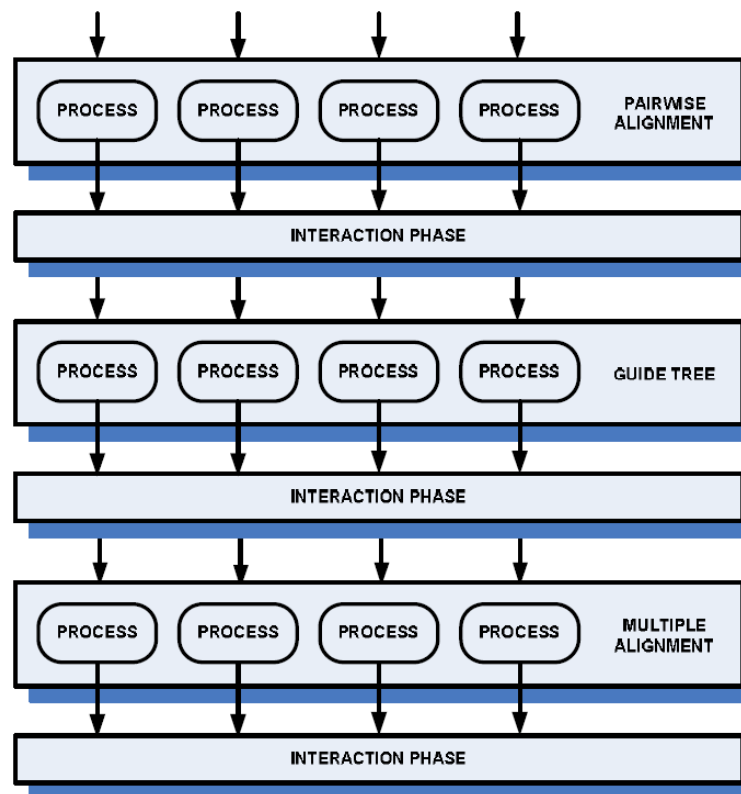 PROCESS PROCESS PROCESS PROCESS PAIRWISE
ALIGNMENT
INTERACTION PHASE
PROCESS PROCESS PROCESS PROCESS GUIDE TREE
INTERACTION PHASE
PROCESS PROCESS PROCESS PROCESS MULTIPLE
ALIGNMENT
INTERACTION PHASE